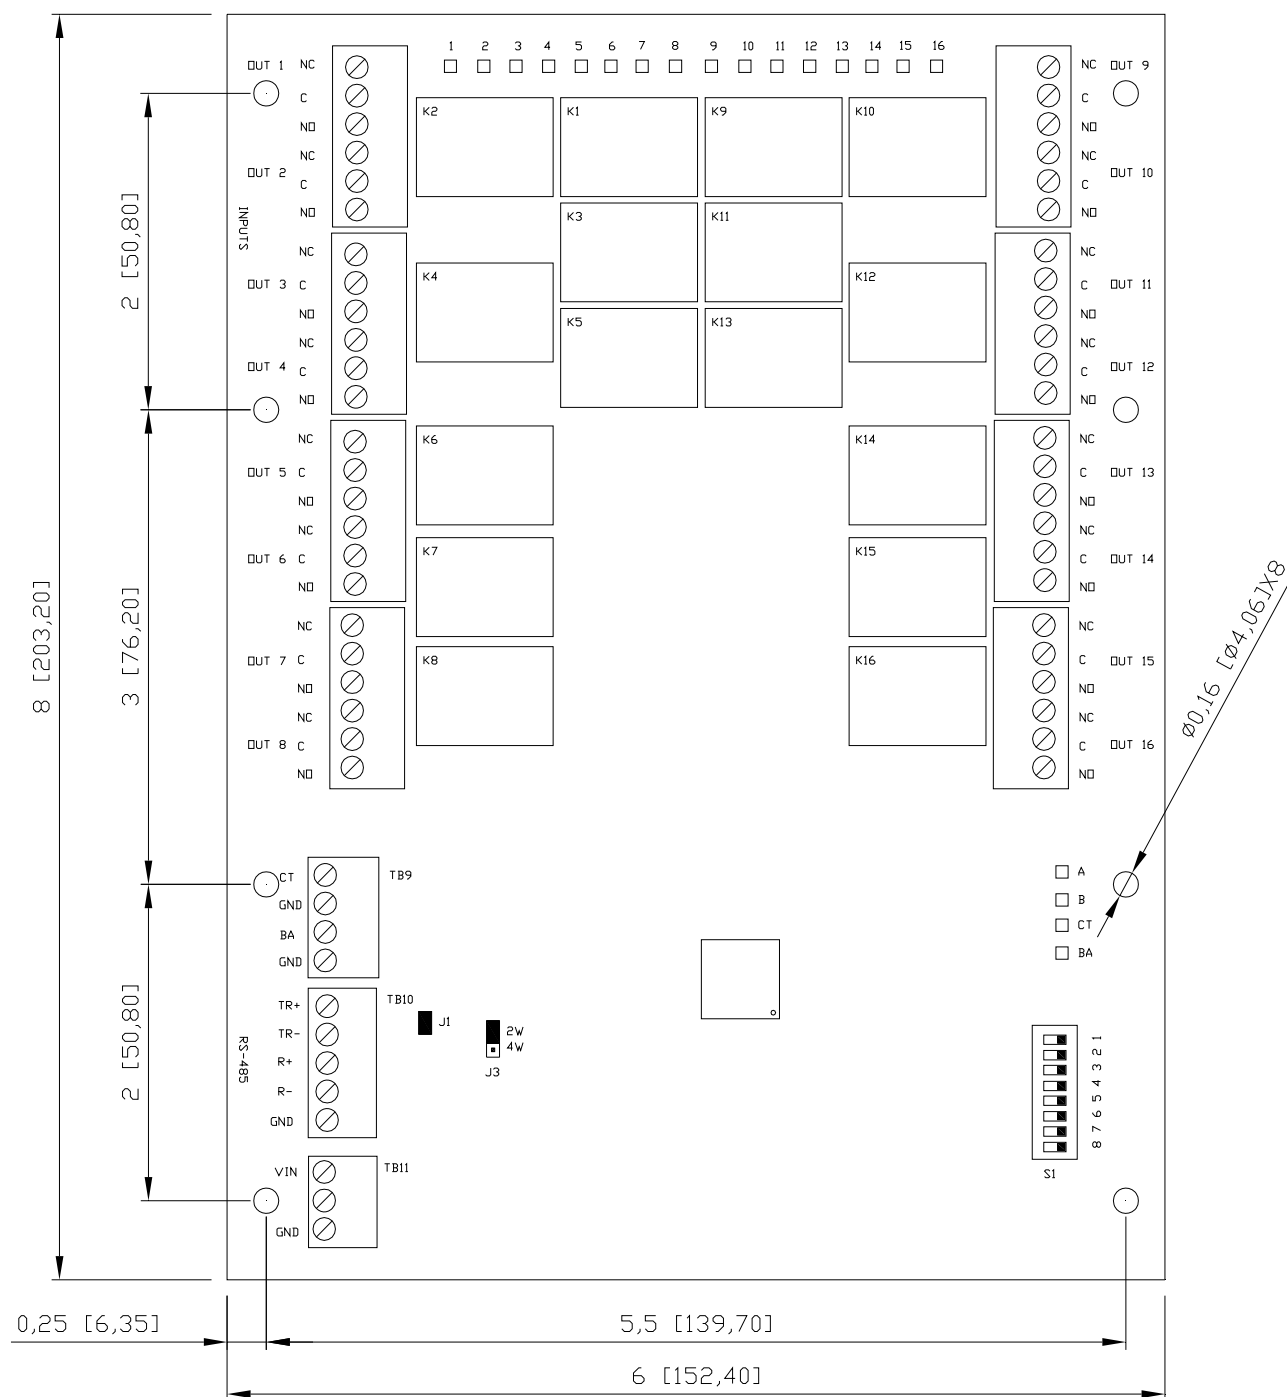 1 2 3 4 5 6 7 8 9 10 11 12 13 14 15 16
OUT 1 NC
C
NO
NC
OUT 2
C
NO
INPUTS
NC
OUT 3 C
NO
NC
OUT 4 C
NO
NC
OUT 5 C
NO
NC
OUT 6 C
NO
NC
OUT 7 C
NO
NC
OUT 8 C
NO
K2 K1 K9 K10
K3 K11
K4 K12
K5 K13
K6 K14
K7 K15
K8 K16
NC OUT 9
C
NO
NC
OUT 10
C
NO
NC
C OUT 11
NO
NC
C OUT 12
NO
NC
C OUT 13
NO
NC
C OUT 14
NO
NC
C OUT 15
NO
NC
C OUT 16
NO
2 [50,80]
3 [76,20]
8 [203,20]
2 [50,80]
Ø0,16 [Ø4,06]X8
CT TB9
GND
BA
GND
A
B
CT
BA
TR+ TB10
TR-
R+
R-
GND
RS-485
J1
2W
4W
J3
1
2
3
4
5
6
7
8
S1
VIN TB11
GND
0,25 [6,35]
5,5 [139,70]
6 [152,40]